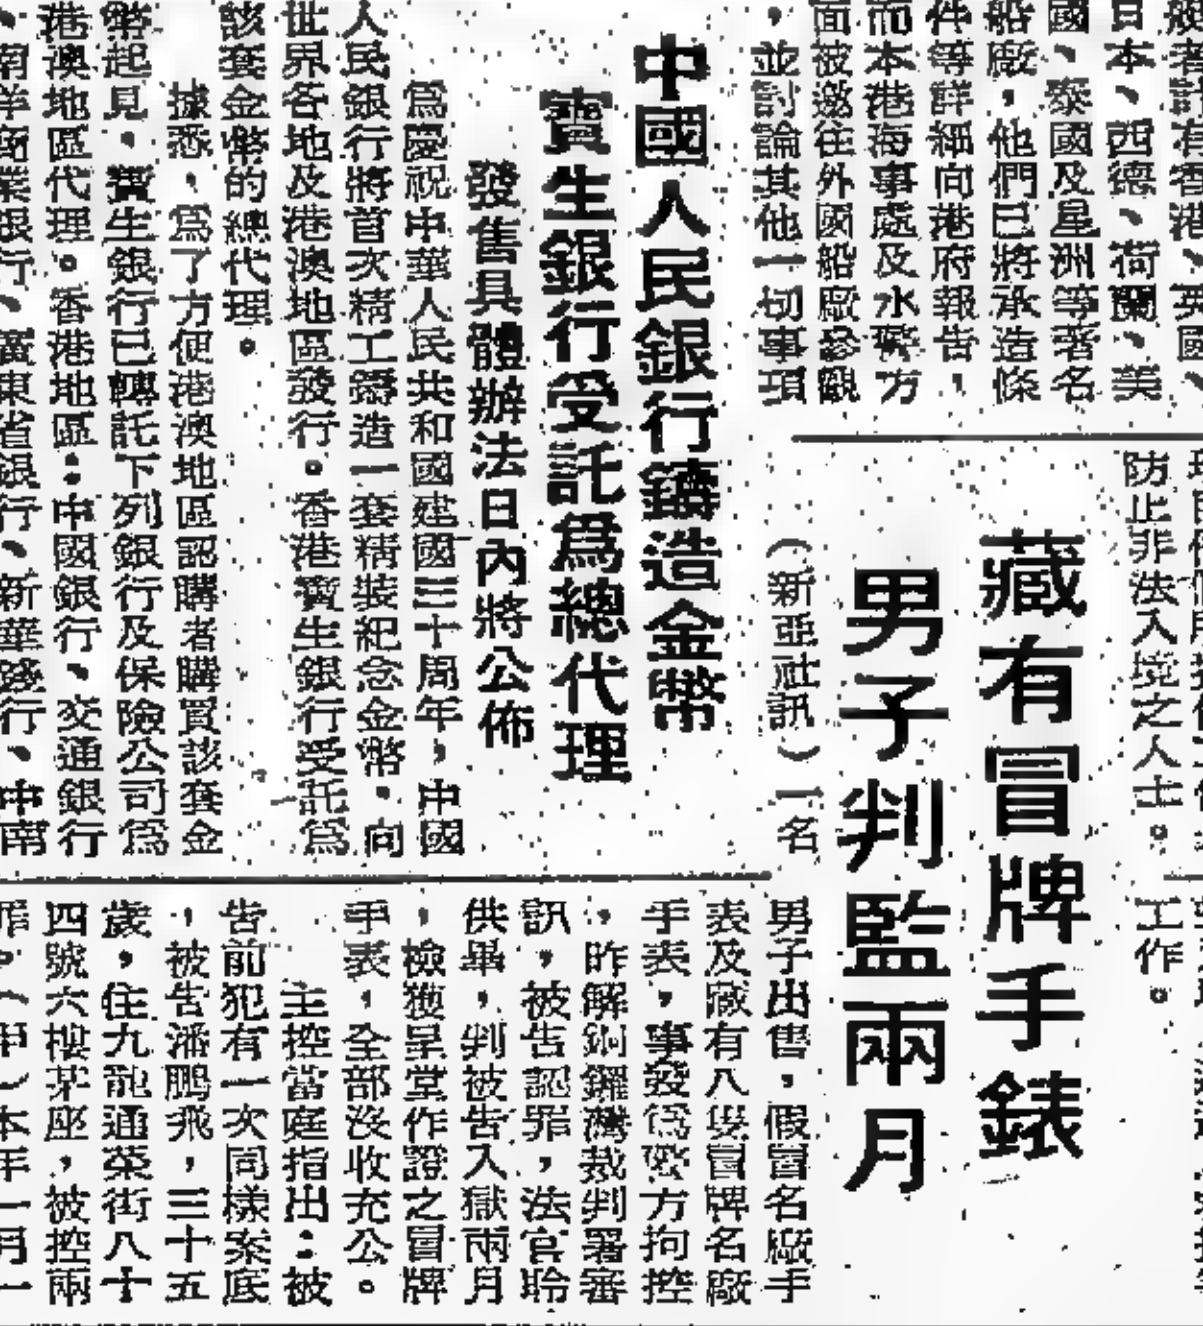 般者計有香港、英國、
日本、西德、荷蘭、美
國、泰國及星洲等著名
船廠，他們已將承造條
件等詳細向港府報告，
而本港海事處及水警方
面被邀往外國船廠參觀
，並討論其他一切事項
中國人民銀行鑄造金幣
寶生銀行受託爲總代理
發售具體辦法日內將公佈
爲慶祝中華人民共和國建國三十周年，中國
人民銀行將首次精工鑄造一套精裝紀念金幣，向
世界各地及港澳地區發行。香港寶生銀行受託爲
該套金幣的總代理。
據悉，爲了方便港澳地區認購者購買該套金
幣起見，寶生銀行已轉託下列銀行及保險公司爲
港澳地區代理。香港地區：中國銀行、交通銀行
、南洋商業銀行、廣東省銀行、新華銀行、中南
防止非法入境之人士。
工作。
藏有冒牌手錶
男子判監兩月
（新亞社訊）一名
男子出售，假冒名廠手
表及藏有八隻冒牌名廠
手表，事發爲警方拘控
，昨解銅鑼灣裁判署審
訊，被告認罪，法官聆
供畢，判被告入獄兩月
，檢獲呈堂作證之冒牌
手表，全部沒收充公。
主控當庭指出：被
告前犯有一次同樣案底
，被告潘鵬飛，三十五
歲，住九龍通菜街八十
四號六樓茅座，被控兩
罪。（甲）本年一月一